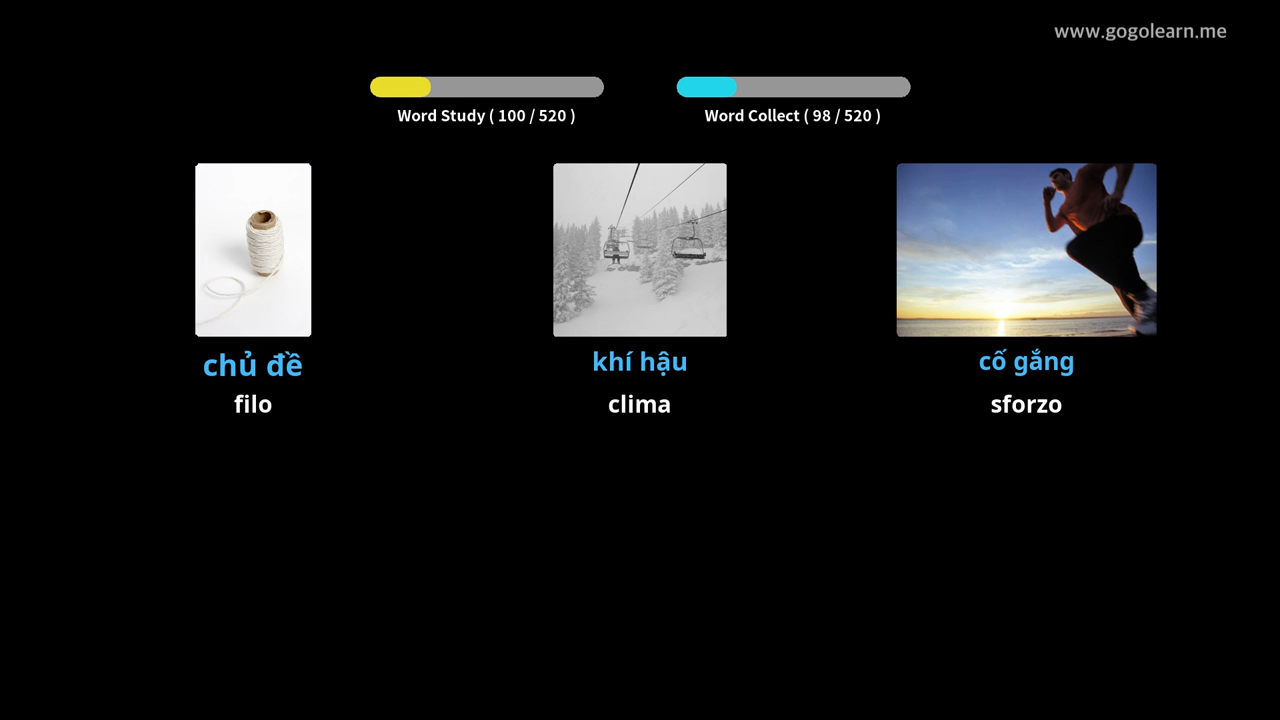 www.gogolearn.me
Word Study ( 100 / 520 )
Word Collect ( 98 / 520 )
chủ đề
filo
khí hậu
clima
cố gắng
sforzo